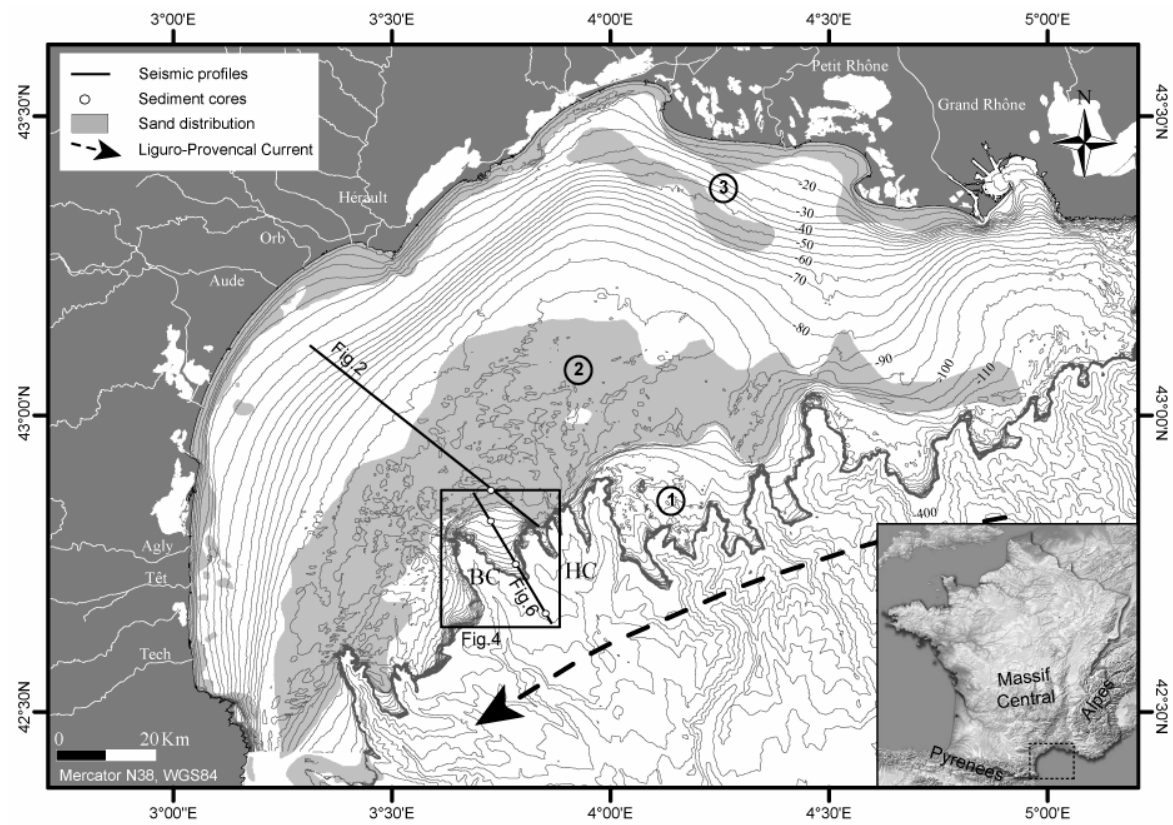 3°00'E 3°30'E 4°00'E 4°30'E 5°00'E
Seismic profiles
Sediment cores
Sand distribution
Liguro-Provencal Current
Petit Rhône
Grand Rhône
N
43°30'N
43°30'N
Hérault
Orb
Aude
3
-20
-30
-40
-50
-60
-70
-80
-90
-100
-110
Fig.2
2
43°00'N
43°00'N
1
-400
Agly
Têt
Tech
BC
HC
Fig.6
Fig.4
42°30'N
42°30'N
Massif
Central
Alpes
Pyrenees
0 20 Km
Mercator N38, WGS84
3°00'E 3°30'E 4°00'E 4°30'E 5°00'E